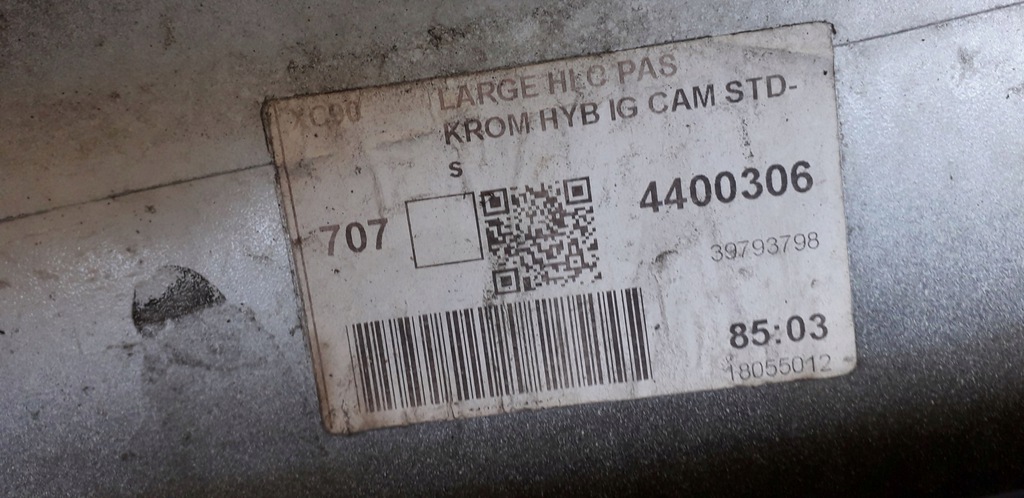 XC90 LARGE HLC PAS
KROM HYB IG CAM STD-
S
707
4400306
39793798
85:03
18055012